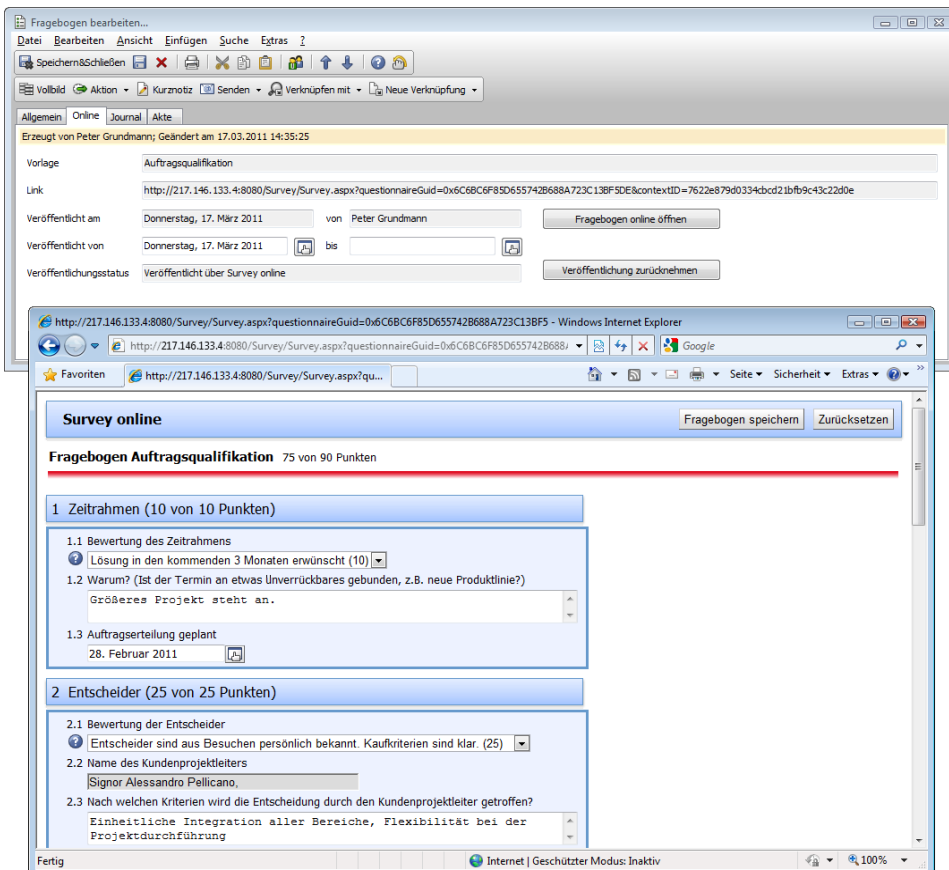 Fragebogen bearbeiten...
Datei Bearbeiten Ansicht Einfügen Suche Extras ?
Speichern&Schließen
Vollbild Aktion Kurznotiz Senden Verknüpfen mit Neue Verknüpfung
Allgemein Online Journal Akte
Erzeugt von Peter Grundmann; Geändert am 17.03.2011 14:35:25
Vorlage Auftragsqualifikation
Link http://217.146.133.4:8080/Survey/Survey.aspx?questionnaireGuid=0x6C6BC6F85D655742B688A723C13BF5DE&contextID=7622e879d0334cbcd21bfb9c43c22d0e
Veröffentlicht am Donnerstag, 17. März 2011 von Peter Grundmann Fragebogen online öffnen
Veröffentlicht von Donnerstag, 17. März 2011 bis
Veröffentlichungsstatus Veröffentlicht über Survey online Veröffentlichung zurücknehmen
http://217.146.133.4:8080/Survey/Survey.aspx?questionnaireGuid=0x6C6BC6F85D655742B688A723C13BF5 - Windows Internet Explorer
http://217.146.133.4:8080/Survey/Survey.aspx?questionnaireGuid=0x6C6BC6F85D655742B688 Google
Favoriten http://217.146.133.4:8080/Survey/Survey.aspx?qu... Seite Sicherheit Extras
Survey online Fragebogen speichern Zurücksetzen
Fragebogen Auftragsqualifikation 75 von 90 Punkten
1 Zeitrahmen (10 von 10 Punkten)
1.1 Bewertung des Zeitrahmens
Lösung in den kommenden 3 Monaten erwünscht (10)
1.2 Warum? (Ist der Termin an etwas Unverrückbares gebunden, z.B. neue Produktlinie?)
Größeres Projekt steht an.
1.3 Auftragserteilung geplant
28. Februar 2011
2 Entscheider (25 von 25 Punkten)
2.1 Bewertung der Entscheider
Entscheider sind aus Besuchen persönlich bekannt. Kaufkriterien sind klar. (25)
2.2 Name des Kundenprojektleiters
Signor Alessandro Pellicano,
2.3 Nach welchen Kriterien wird die Entscheidung durch den Kundenprojektleiter getroffen?
Einheitliche Integration aller Bereiche, Flexibilität bei der
Projektdurchführung
Fertig Internet | Geschützter Modus: Inaktiv 100%